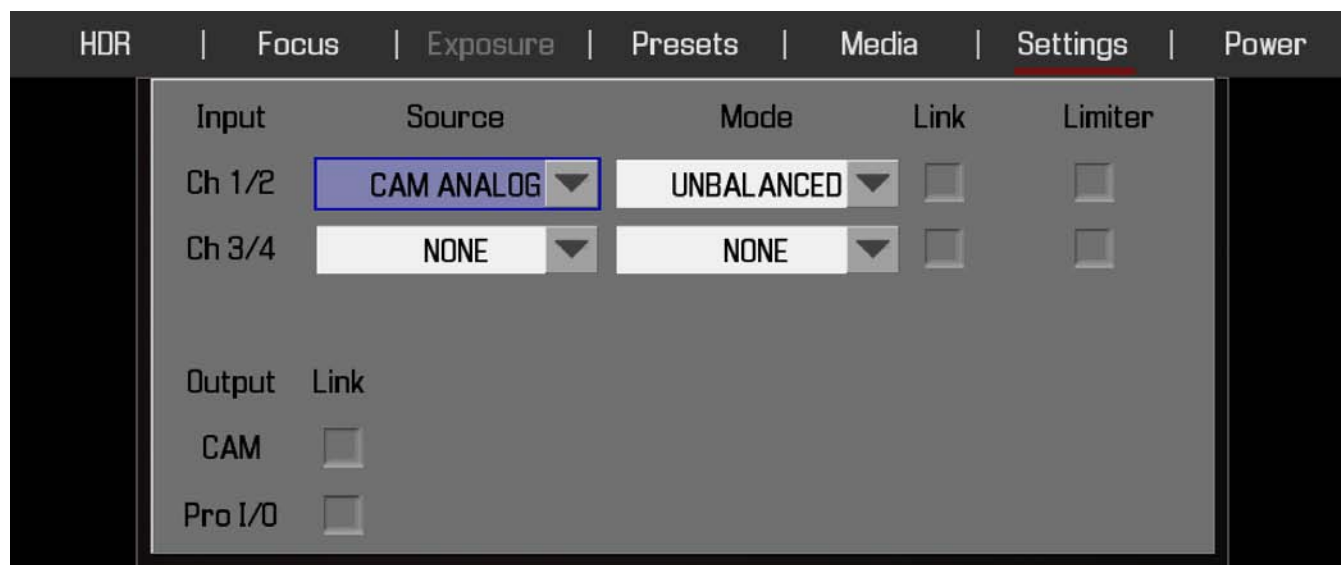 HDR | Focus | Exposure | Presets | Media | Settings | Power
Input Source Mode Link Limiter
Ch 1/2 CAM ANALOG UNBALANCED
Ch 3/4 NONE NONE
Output Link
CAM
Pro I/O